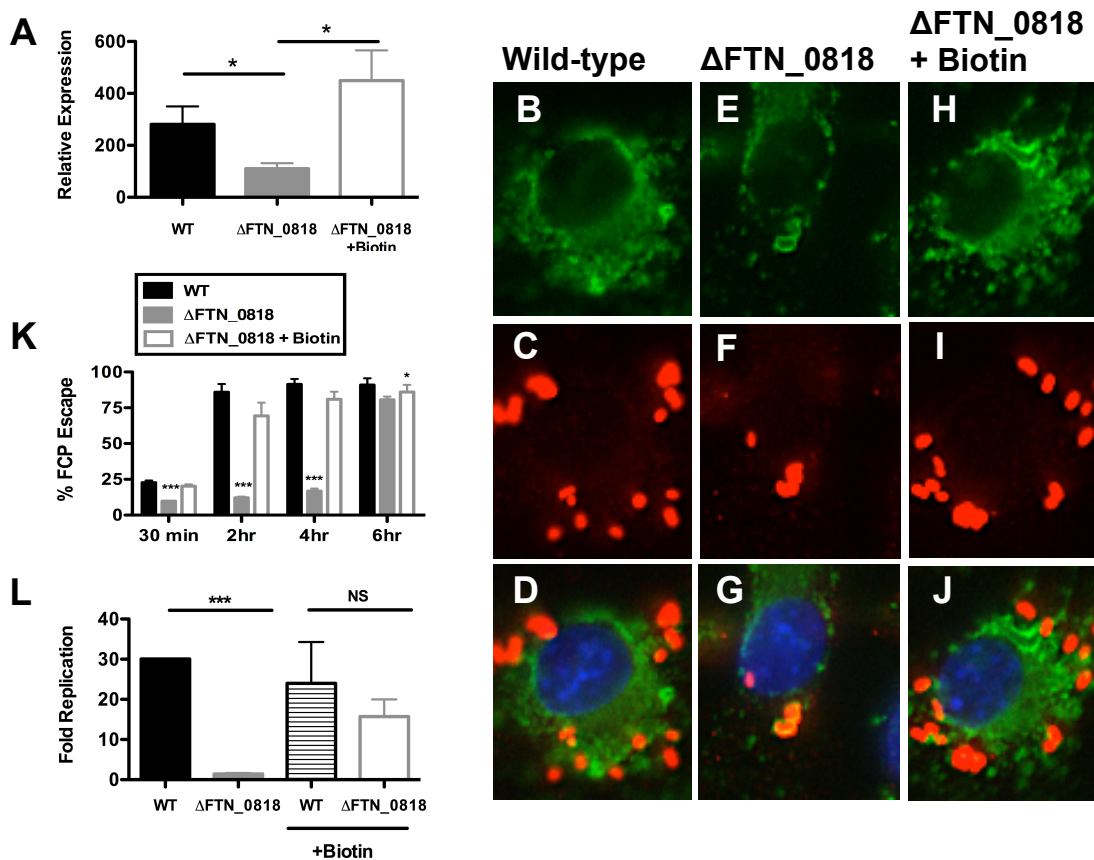 A
Relative Expression
600
400
200
0
*
*
WT
ΔFTN_0818
ΔFTN_0818
+Biotin
WT
ΔFTN_0818
ΔFTN_0818 + Biotin
K
% FCP Escape
100
75
50
25
0
***
***
***
*
30 min
2hr
4hr
6hr
L
Fold Replication
40
30
20
10
0
***
NS
WT
ΔFTN_0818
WT
ΔFTN_0818
+Biotin
Wild-type
ΔFTN_0818
ΔFTN_0818
+ Biotin
B
E
H
C
F
I
D
G
J